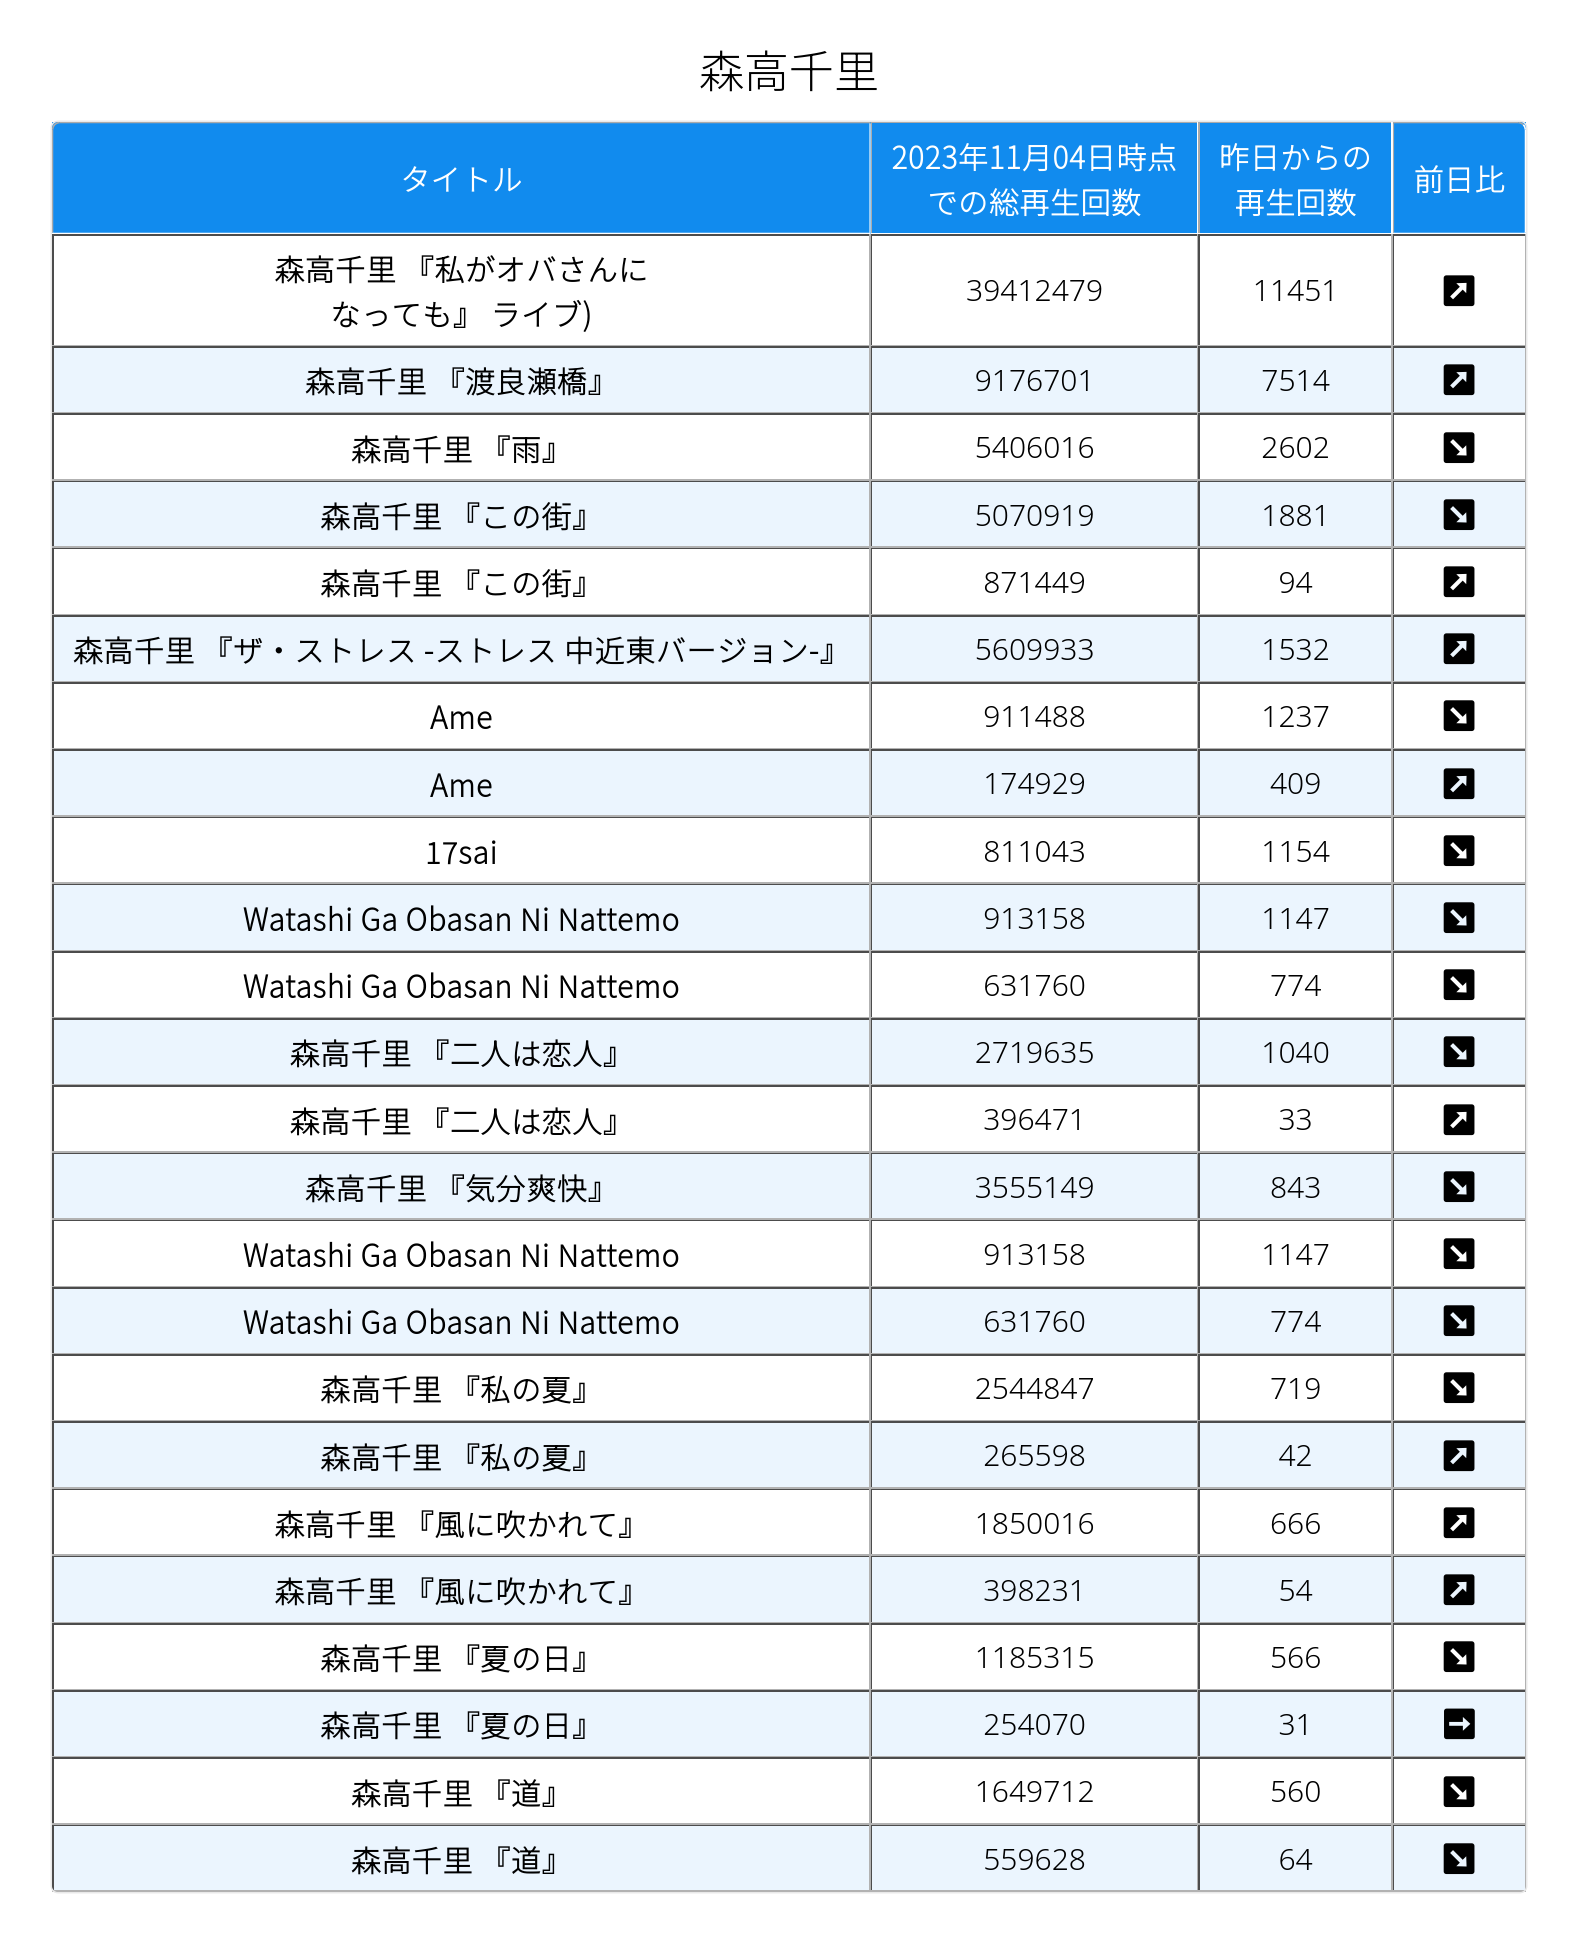 森高千里
タイトル
2023年11月04日時点
での総再生回数
昨日からの
再生回数
前日比
森高千里 『私がオバさんに
なっても』 ライブ)
39412479 11451 ↗
森高千里 『渡良瀬橋』 9176701 7514 ↗
森高千里 『雨』 5406016 2602 ↘
森高千里 『この街』 5070919 1881 ↘
森高千里 『この街』 871449 94 ↗
森高千里 『ザ・ストレス -ストレス 中近東バージョン-』 5609933 1532 ↗
Ame 911488 1237 ↘
Ame 174929 409 ↗
17sai 811043 1154 ↘
Watashi Ga Obasan Ni Nattemo 913158 1147 ↘
Watashi Ga Obasan Ni Nattemo 631760 774 ↘
森高千里 『二人は恋人』 2719635 1040 ↘
森高千里 『二人は恋人』 396471 33 ↗
森高千里 『気分爽快』 3555149 843 ↘
Watashi Ga Obasan Ni Nattemo 913158 1147 ↘
Watashi Ga Obasan Ni Nattemo 631760 774 ↘
森高千里 『私の夏』 2544847 719 ↘
森高千里 『私の夏』 265598 42 ↗
森高千里 『風に吹かれて』 1850016 666 ↗
森高千里 『風に吹かれて』 398231 54 ↗
森高千里 『夏の日』 1185315 566 ↘
森高千里 『夏の日』 254070 31 →
森高千里 『道』 1649712 560 ↘
森高千里 『道』 559628 64 ↘